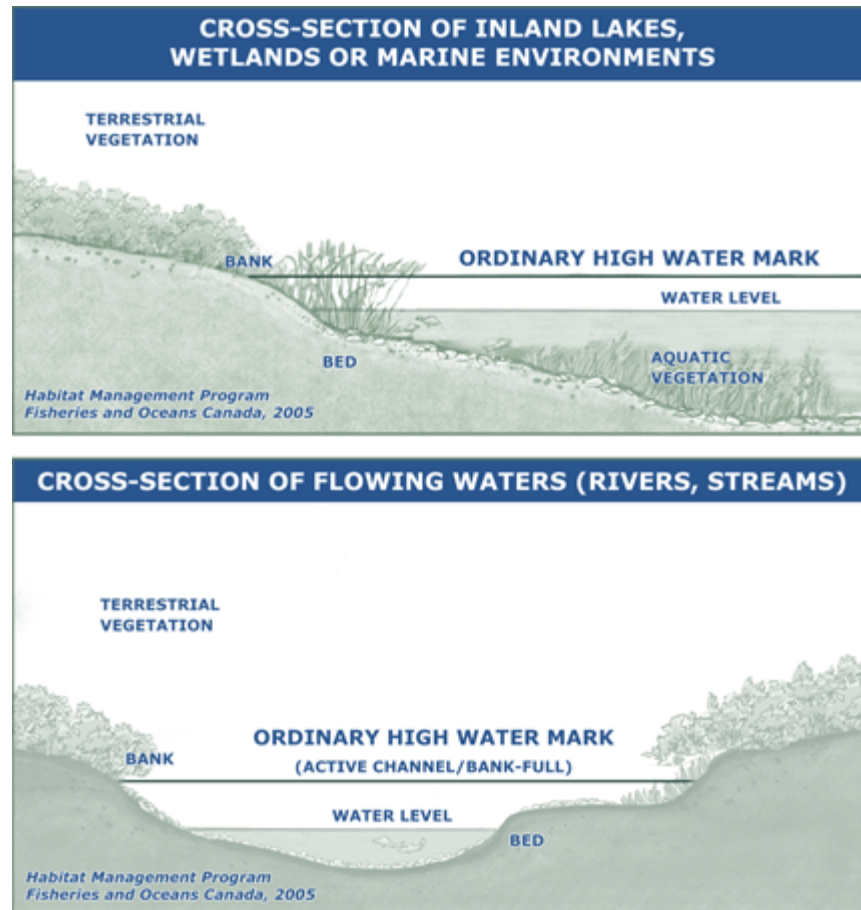 CROSS-SECTION OF INLAND LAKES,
WETLANDS OR MARINE ENVIRONMENTS
TERRESTRIAL
VEGETATION
BANK
ORDINARY HIGH WATER MARK
WATER LEVEL
BED
AQUATIC
VEGETATION
Habitat Management Program
Fisheries and Oceans Canada, 2005
CROSS-SECTION OF FLOWING WATERS (RIVERS, STREAMS)
TERRESTRIAL
VEGETATION
BANK
ORDINARY HIGH WATER MARK
(ACTIVE CHANNEL/BANK-FULL)
WATER LEVEL
BED
Habitat Management Program
Fisheries and Oceans Canada, 2005